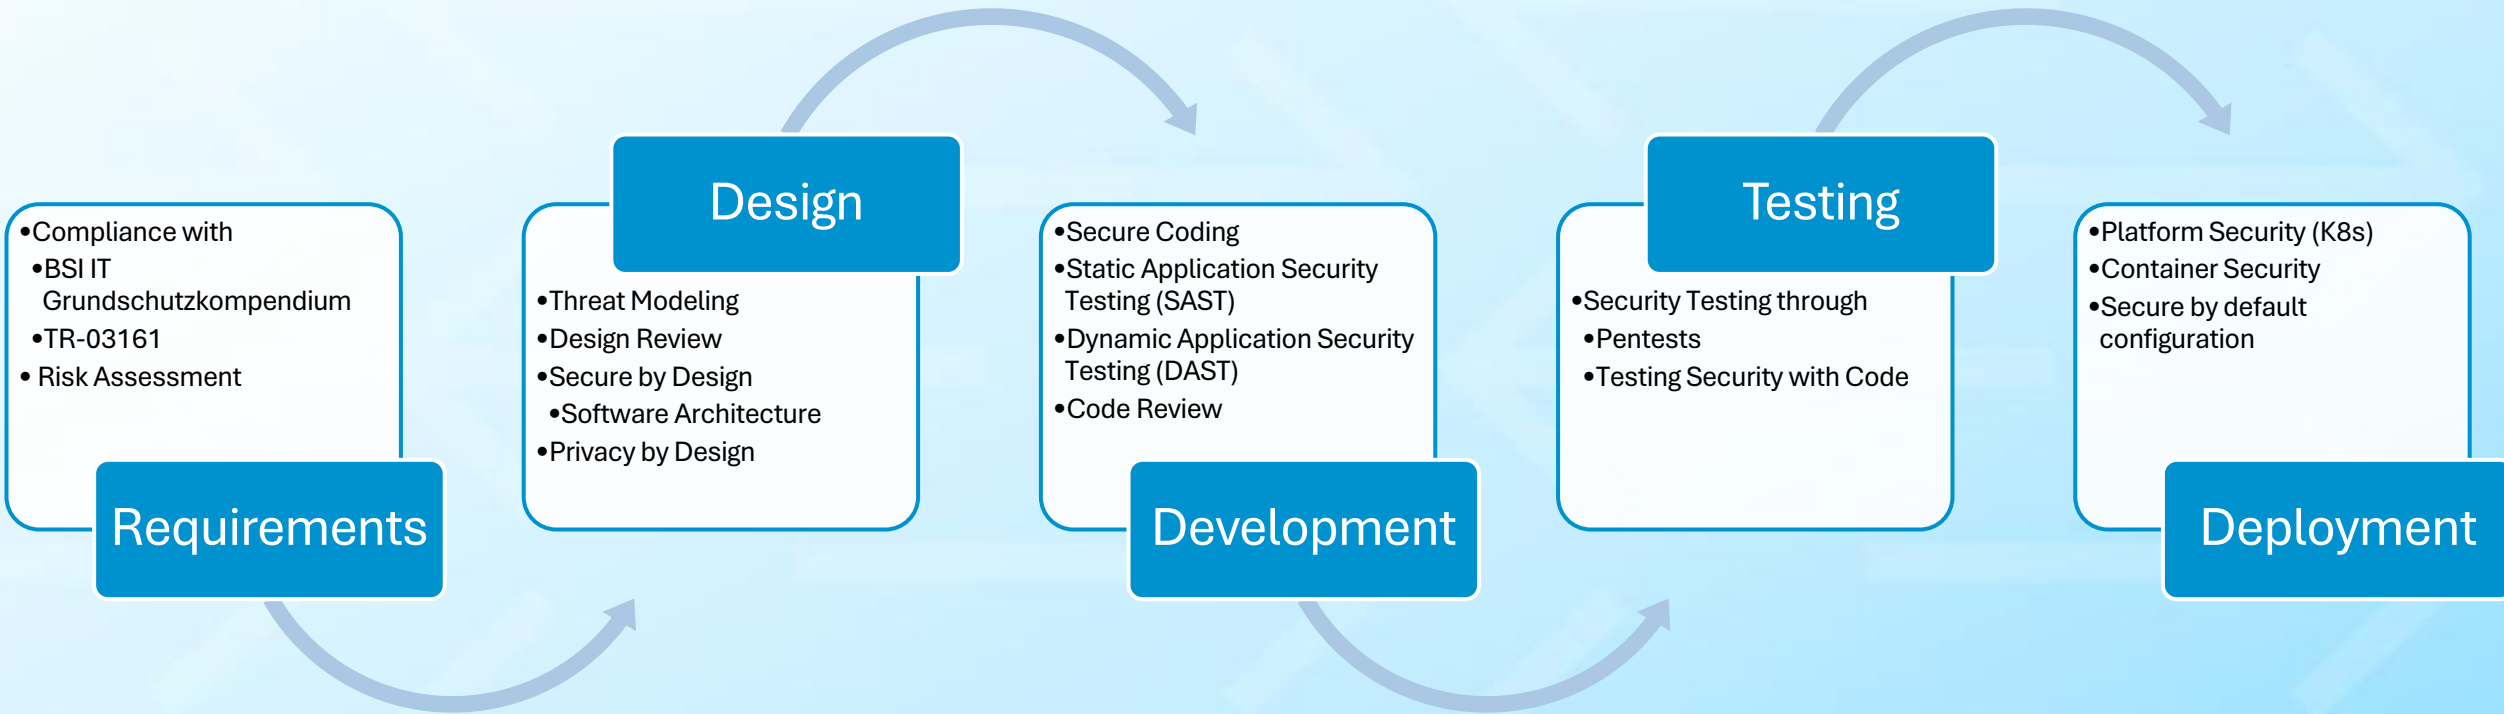 •Compliance with
•BSI IT
Grundschutzkompendium
•TR-03161
• Risk Assessment
Requirements
Design
•Threat Modeling
•Design Review
•Secure by Design
•Software Architecture
•Privacy by Design
•Secure Coding
•Static Application Security
Testing (SAST)
•Dynamic Application Security
Testing (DAST)
•Code Review
Development
Testing
•Security Testing through
•Pentests
•Testing Security with Code
•Platform Security (K8s)
•Container Security
•Secure by default
configuration
Deployment